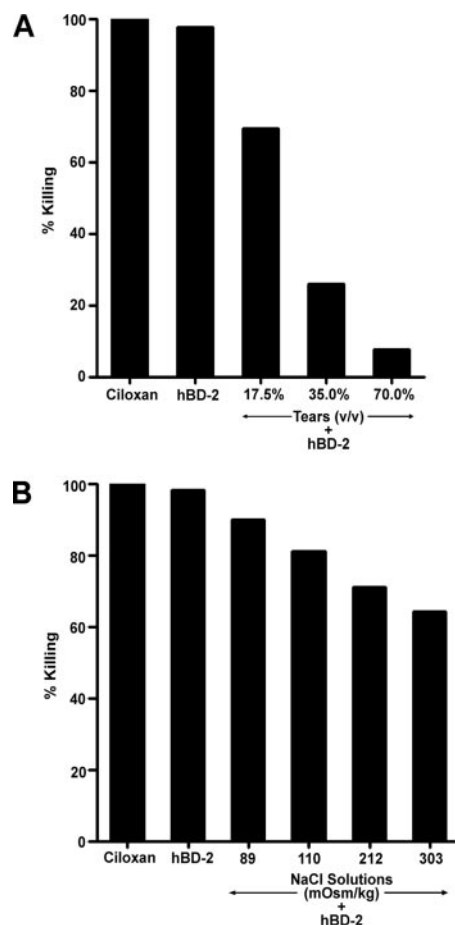 A
100
80
60
40
20
0
% Killing
Ciloxan hBD-2 17.5% 35.0% 70.0%
Tears (v/v)
+
hBD-2
B
100
80
60
40
20
0
% Killing
Ciloxan hBD-2 89 110 212 303
NaCl Solutions
(mOsm/kg)
+
hBD-2